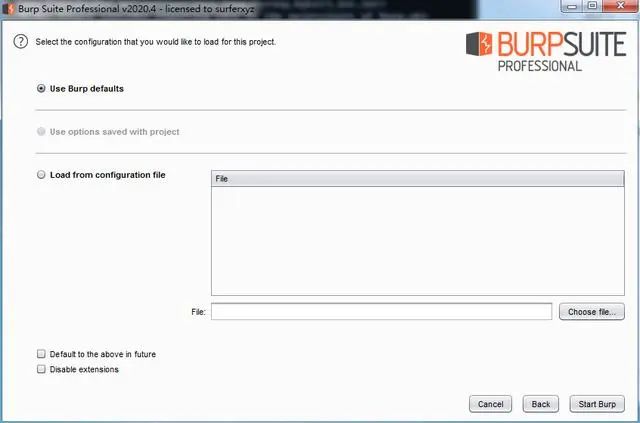 Burp Suite Professional v2020.4 - licensed to surferxyz
Select the configuration that you would like to load for this project.
BURPSUITE
PROFESSIONAL
Use Burp defaults
Use options saved with project
Load from configuration file
File
File:
Choose file...
Default to the above in future
Disable extensions
Cancel
Back
Start Burp